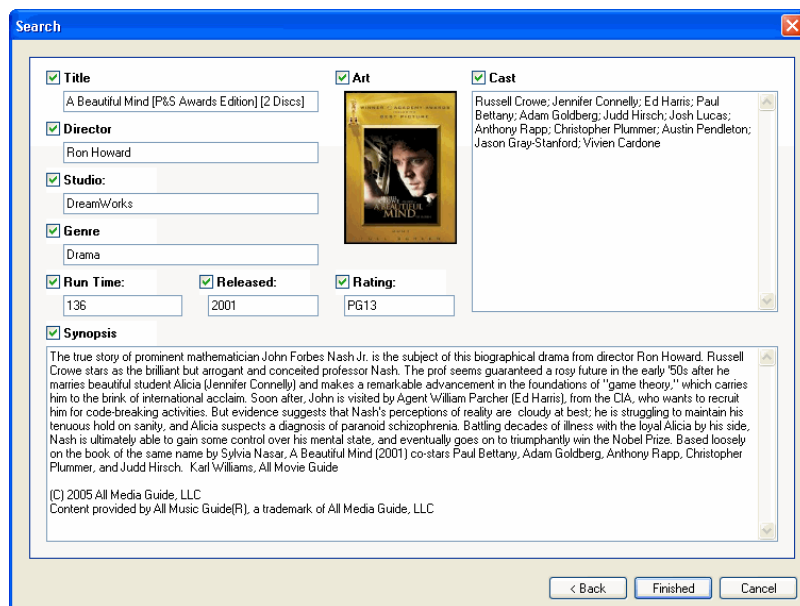 Search
Title
A Beautiful Mind [P&S Awards Edition] [2 Discs]
Director
Ron Howard
Studio:
DreamWorks
Genre
Drama
Run Time:
136
Released:
2001
Art
BEST PICTURE
A BEAUTIFUL
MIND
Rating:
PG13
Cast
Russell Crowe; Jennifer Connelly; Ed Harris; Paul
Bettany; Adam Goldberg; Judd Hirsch; Josh Lucas;
Anthony Rapp; Christopher Plummer; Austin Pendleton;
Jason Gray-Stanford; Vivien Cardone
Synopsis
The true story of prominent mathematician John Forbes Nash Jr. is the subject of this biographical drama from director Ron Howard. Russell
Crowe stars as the brilliant but arrogant and conceited professor Nash. The prof seems guaranteed a rosy future in the early '50s after he
marries beautiful student Alicia (Jennifer Connelly) and makes a remarkable advancement in the foundations of "game theory," which carries
him to the brink of international acclaim. Soon after, John is visited by Agent William Parcher (Ed Harris), from the CIA, who wants to recruit
him for code-breaking activities. But evidence suggests that Nash's perceptions of reality are  cloudy at best; he is struggling to maintain his
tenuous hold on sanity, and Alicia suspects a diagnosis of paranoid schizophrenia. Battling decades of illness with the loyal Alicia by his side,
Nash is ultimately able to gain some control over his mental state, and eventually goes on to triumphantly win the Nobel Prize. Based loosely
on the book of the same name by Sylvia Nasar, A Beautiful Mind (2001) co-stars Paul Bettany, Adam Goldberg, Anthony Rapp, Christopher
Plummer, and Judd Hirsch.  Karl Williams, All Movie Guide
(C) 2005 All Media Guide, LLC
Content provided by All Music Guide(R), a trademark of All Media Guide, LLC
< Back
Finished
Cancel